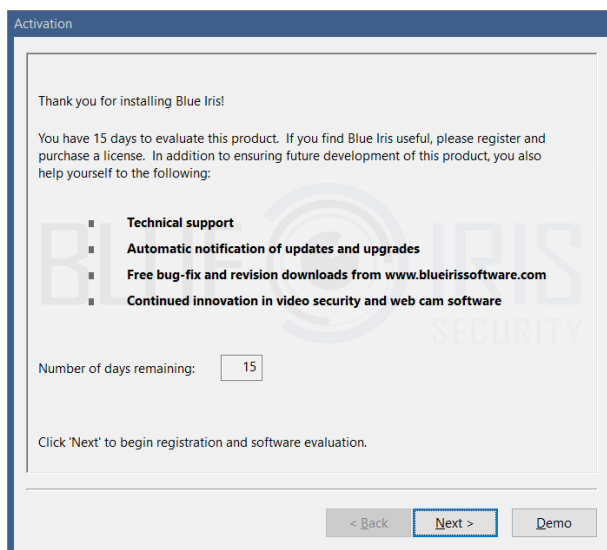 Activation
Thank you for installing Blue Iris!
You have 15 days to evaluate this product.  If you find Blue Iris useful, please register and
purchase a license.  In addition to ensuring future development of this product, you also
help yourself to the following:
Technical support
Automatic notification of updates and upgrades
Free bug-fix and revision downloads from www.blueirissoftware.com
Continued innovation in video security and web cam software
BLUE IRIS
SECURITY
Number of days remaining: 15
Click 'Next' to begin registration and software evaluation.
< Back Next > Demo